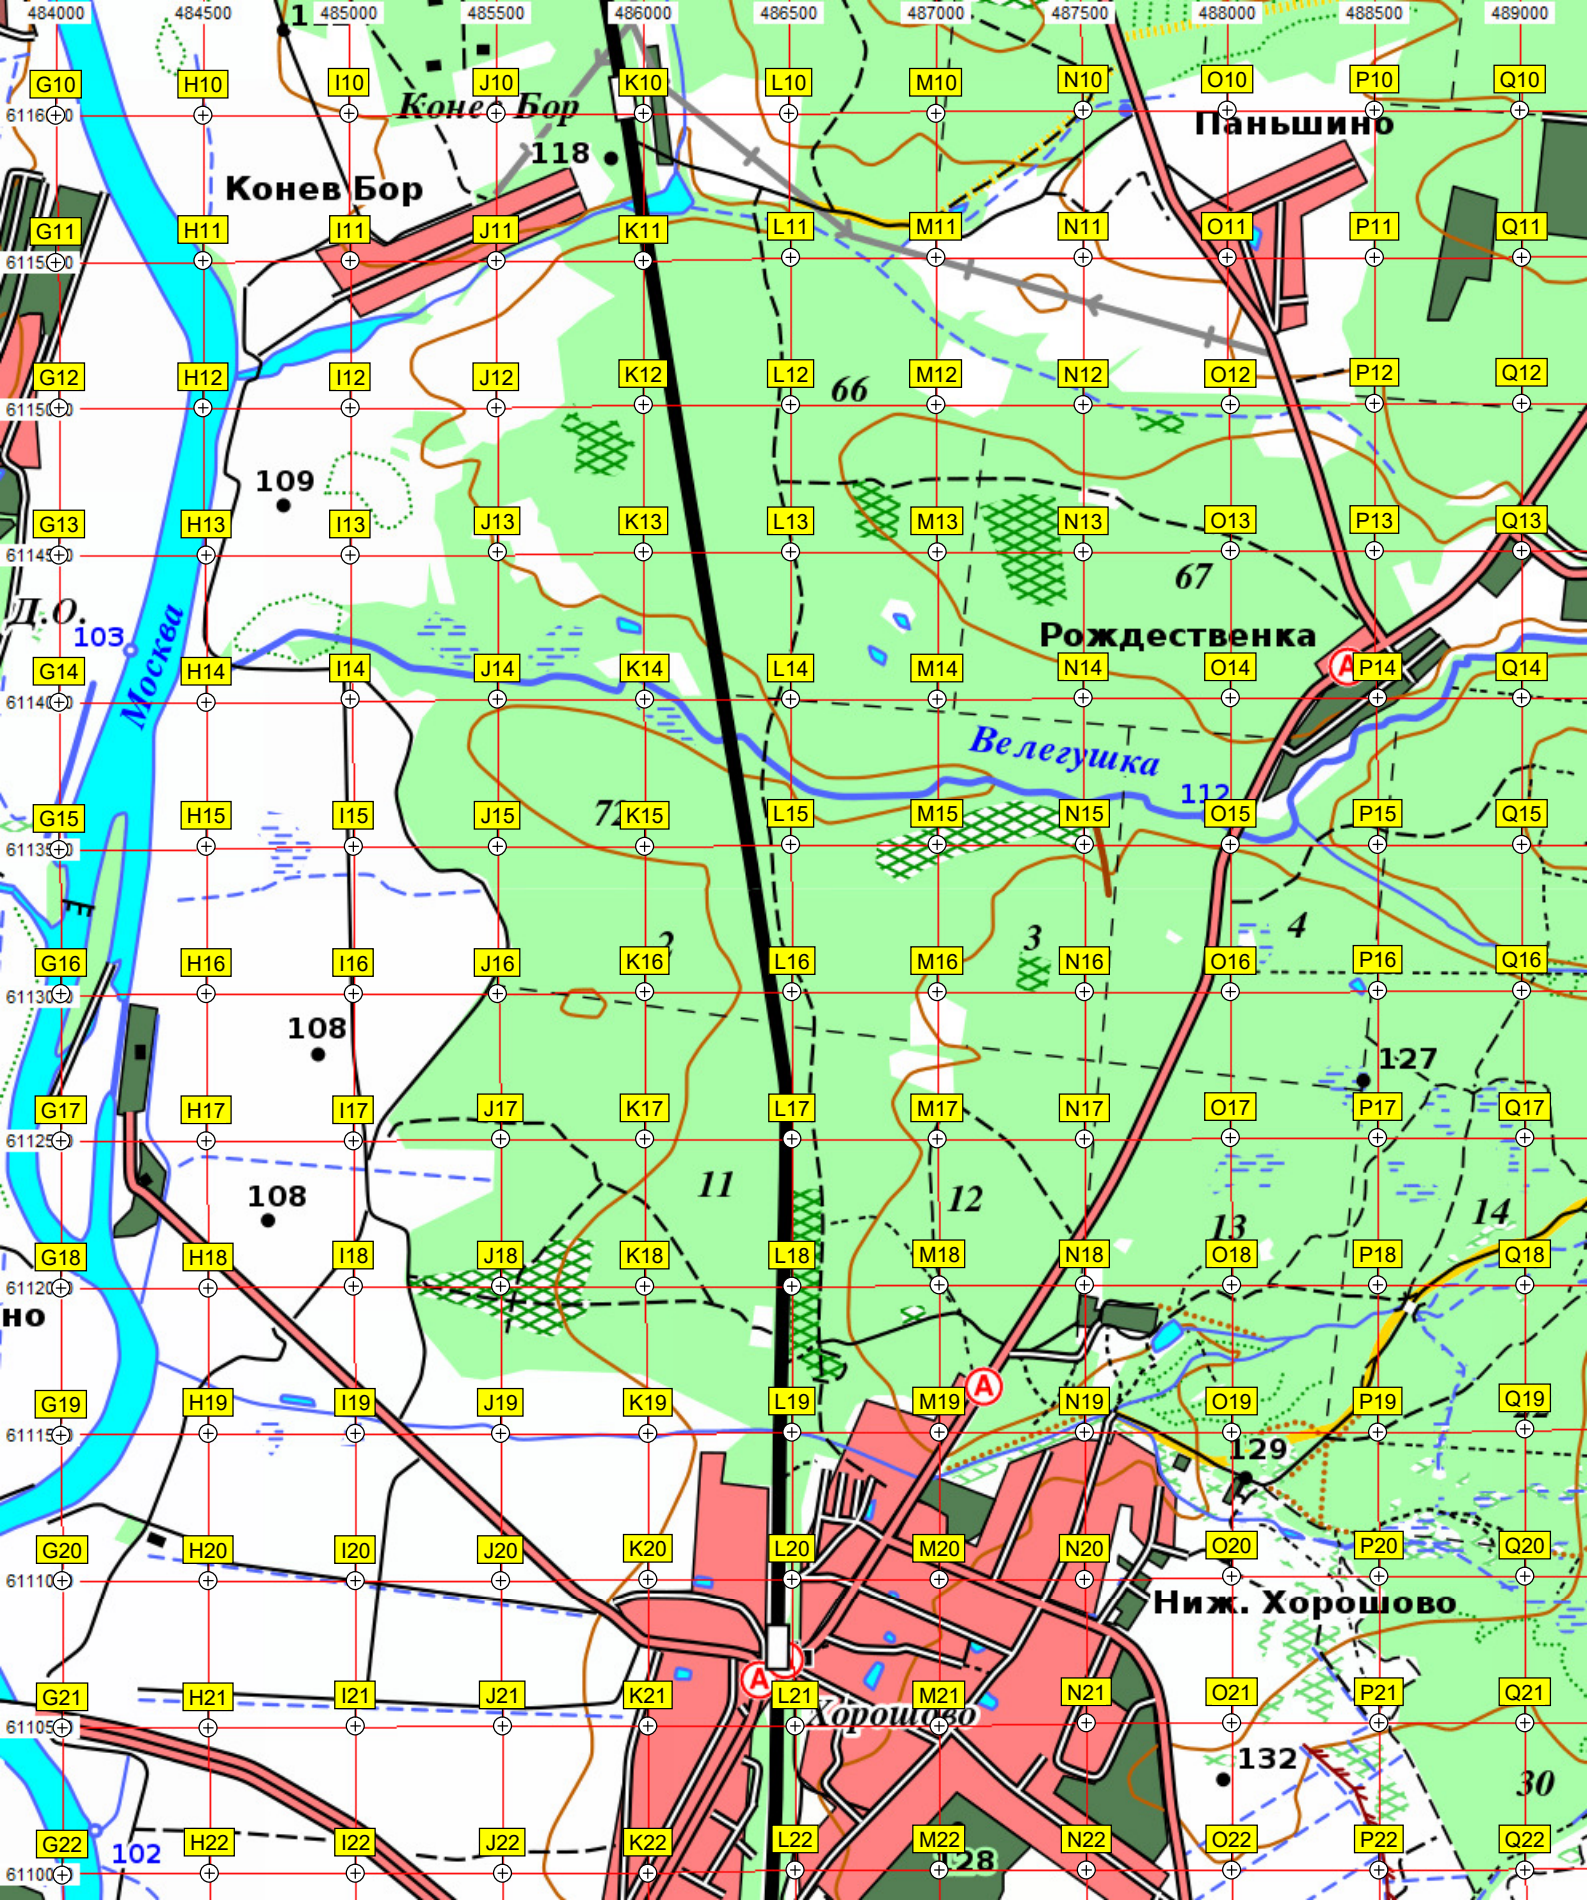 484000 484500 485000 485500 486000 486500 487000 487500 488000 488500 489000
G10 H10 I10 J10 K10 L10 M10 N10 O10 P10 Q10
Конев Бор
Паньшино
118
Конев Бор
G11 H11 I11 J11 K11 L11 M11 N11 O11 P11 Q11
G12 H12 I12 J12 K12 L12 M12 N12 O12 P12 Q12
66
109
G13 H13 I13 J13 K13 L13 M13 N13 O13 P13 Q13
67
Д.О.
103
Москва
Рождественка
А
G14 H14 I14 J14 K14 L14 M14 N14 O14 P14 Q14
Велегушка
112
72
G15 H15 I15 J15 K15 L15 M15 N15 O15 P15 Q15
2
3
4
G16 H16 I16 J16 K16 L16 M16 N16 O16 P16 Q16
108
127
G17 H17 I17 J17 K17 L17 M17 N17 O17 P17 Q17
108
11
12
13
14
G18 H18 I18 J18 K18 L18 M18 N18 O18 P18 Q18
но
А
G19 H19 I19 J19 K19 L19 M19 N19 O19 P19 Q19
129
G20 H20 I20 J20 K20 L20 M20 N20 O20 P20 Q20
Ниж. Хорошово
А
G21 H21 I21 J21 K21 L21 M21 N21 O21 P21 Q21
Хорошово
132
30
G22 H22 I22 J22 K22 L22 M22 N22 O22 P22 Q22
102
128